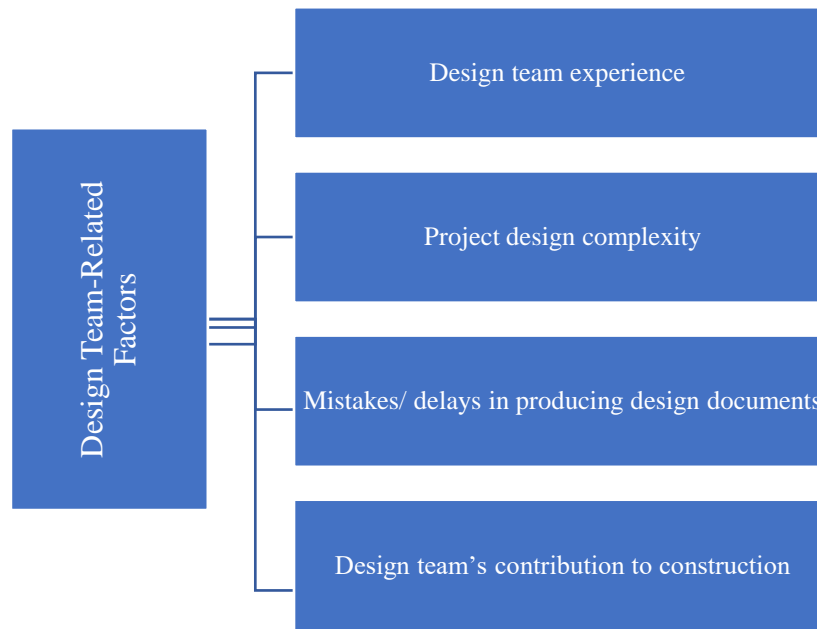 Design Team-Related
Factors
Design team experience
Project design complexity
Mistakes/ delays in producing design documents
Design team’s contribution to construction